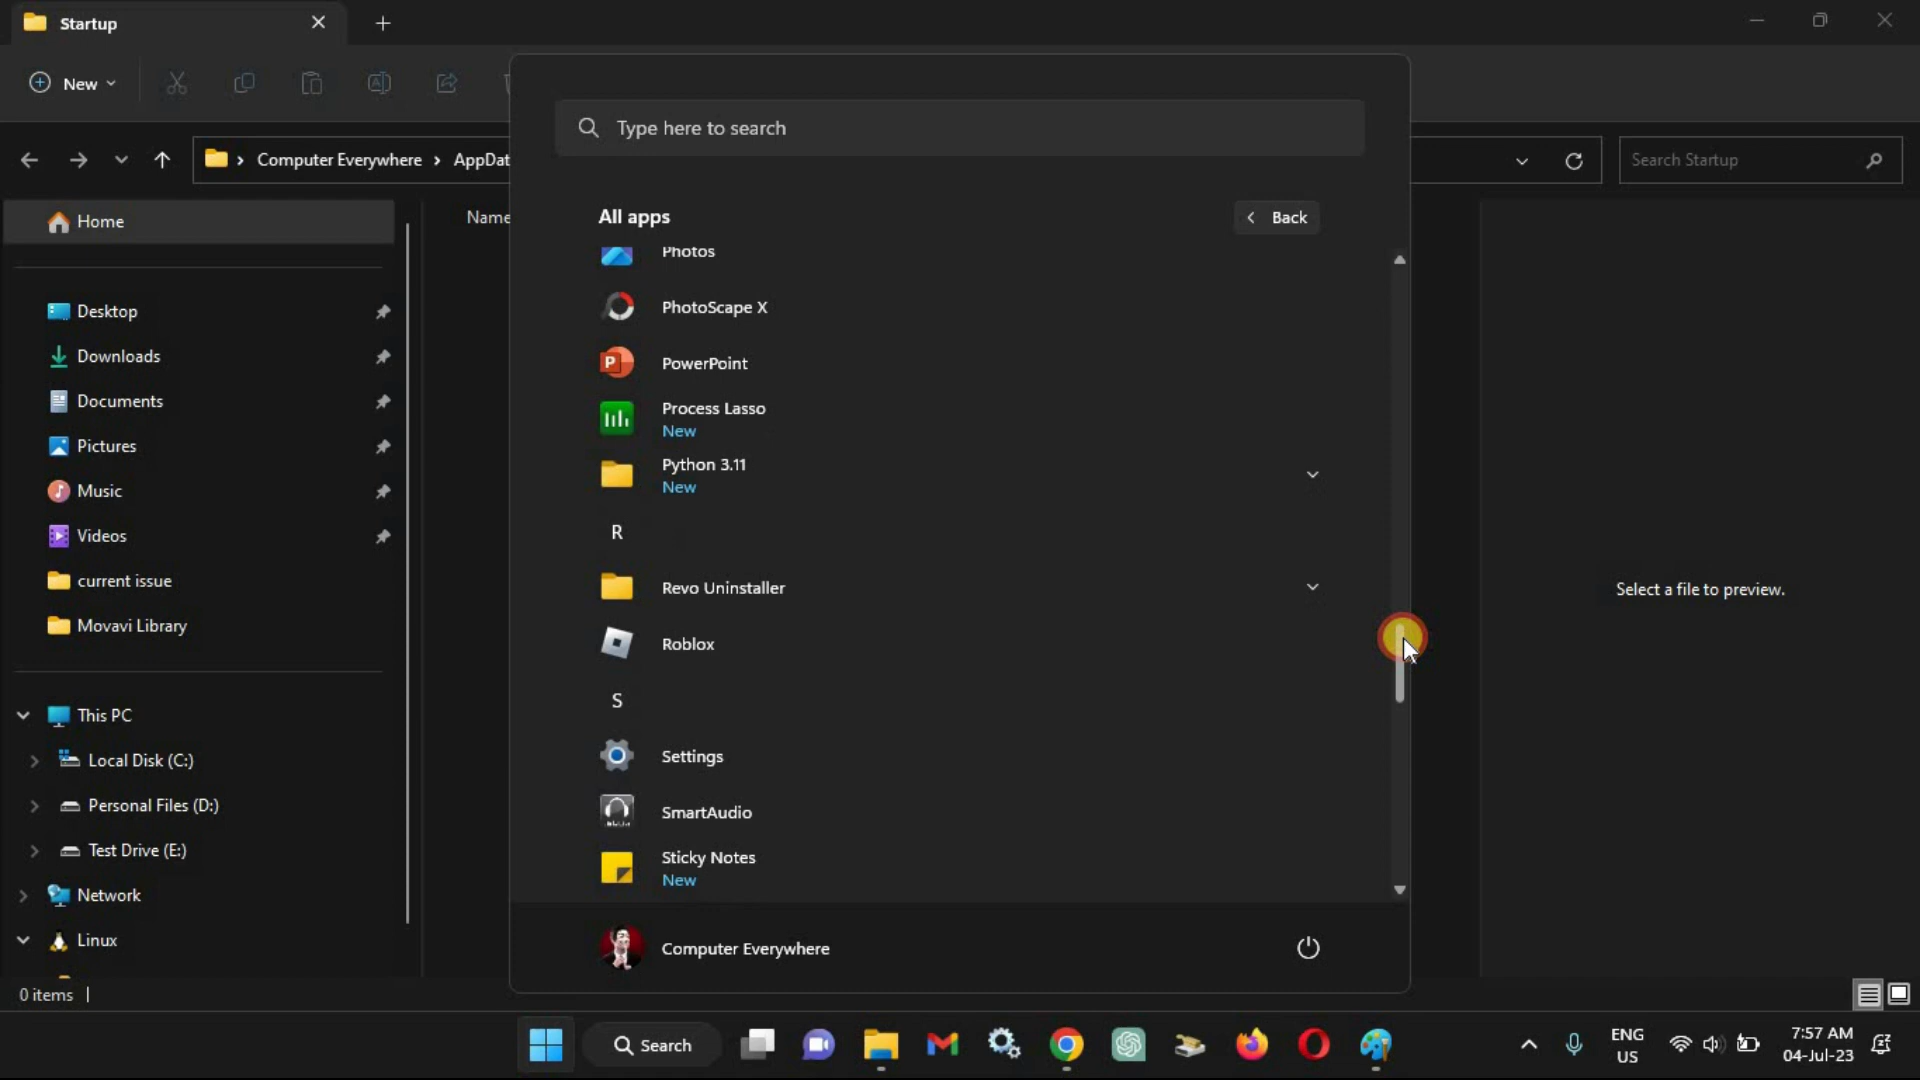 Startup
New
Computer Everywhere
AppDat
Search Startup
Home
Desktop
Downloads
Documents
Pictures
Music
Videos
current issue
Movavi Library
This PC
Local Disk (C:)
Personal Files (D:)
Test Drive (E:)
Network
Linux
0 items
Name
Type here to search
All apps
Back
Photos
PhotoScape X
PowerPoint
Process Lasso
New
Python 3.11
New
R
Revo Uninstaller
Roblox
S
Settings
SmartAudio
Sticky Notes
New
Computer Everywhere
Select a file to preview.
Search
ENG
US
7:57 AM
04-Jul-23